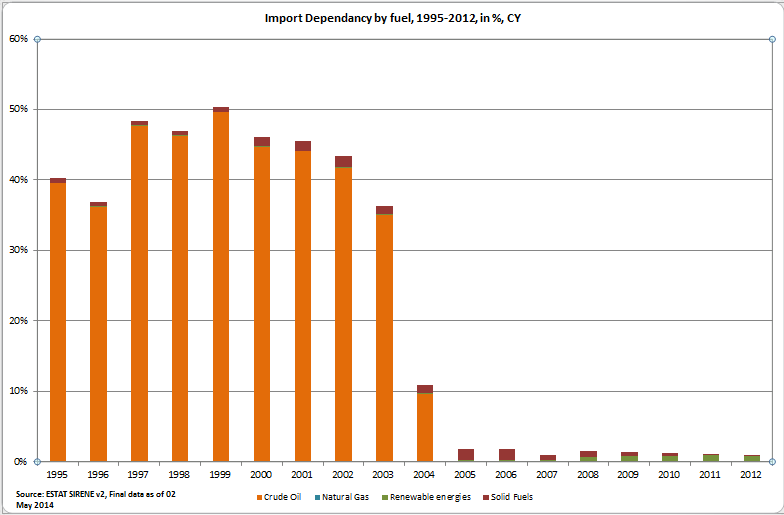 Import Dependancy by fuel, 1995-2012, in %, CY
60%
50%
40%
30%
20%
10%
0%
1995 1996 1997 1998 1999 2000 2001 2002 2003 2004 2005 2006 2007 2008 2009 2010 2011 2012
Source: ESTAT SIRENE v2, Final data as of 02
May 2014
Crude Oil Natural Gas Renewable energies Solid Fuels